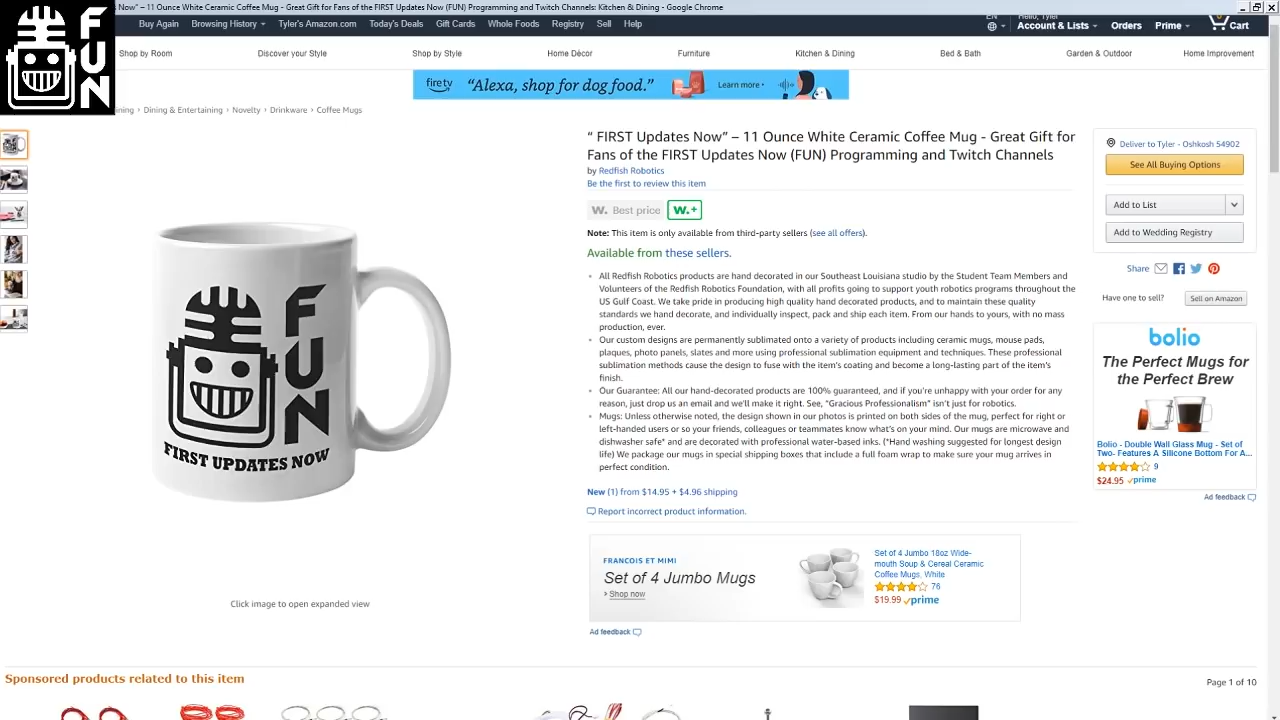 s Now" – 11 Ounce White Ceramic Coffee Mug - Great Gift for Fans of the FIRST Updates Now (FUN) Programming and Twitch Channels: Kitchen & Dining - Google Chrome
FUN
Buy Again Browsing History Tyler's Amazon.com Today's Deals Gift Cards Whole Foods Registry Sell Help
EN
Hello, Tyler
Account & Lists Orders Prime Cart
0
Shop by Room Discover your Style Shop by Style Home Décor Furniture Kitchen & Dining Bed & Bath Garden & Outdoor Home Improvement
firetv "Alexa, shop for dog food." Learn more
ining › Dining & Entertaining › Novelty › Drinkware › Coffee Mugs
FUN
FIRST UPDATES NOW
Click image to open expanded view
“ FIRST Updates Now” – 11 Ounce White Ceramic Coffee Mug - Great Gift for
Fans of the FIRST Updates Now (FUN) Programming and Twitch Channels
by Redfish Robotics
Be the first to review this item
W. Best price W.+
Note: This item is only available from third-party sellers (see all offers).
Available from these sellers.
All Redfish Robotics products are hand decorated in our Southeast Louisiana studio by the Student Team Members and
Volunteers of the Redfish Robotics Foundation, with all profits going to support youth robotics programs throughout the
US Gulf Coast. We take pride in producing high quality hand decorated products, and to maintain these quality
standards we hand decorate, and individually inspect, pack and ship each item. From our hands to yours, with no mass
production, ever.
Our custom designs are permanently sublimated onto a variety of products including ceramic mugs, mouse pads,
plaques, photo panels, slates and more using professional sublimation equipment and techniques. These professional
sublimation methods cause the design to fuse with the item's coating and become a long-lasting part of the item's
finish.
Our Guarantee: All our hand-decorated products are 100% guaranteed, and if you're unhappy with your order for any
reason, just drop us an email and we'll make it right. See, “Gracious Professionalism” isn't just for robotics.
Mugs: Unless otherwise noted, the design shown in our photos is printed on both sides of the mug, perfect for right or
left-handed users or so your friends, colleagues or teammates know what's on your mind. Our mugs are microwave and
dishwasher safe* and are decorated with professional water-based inks. (*Hand washing suggested for longest design
life) We package our mugs in special shipping boxes that include a full foam wrap to make sure your mug arrives in
perfect condition.
New (1) from $14.95 + $4.96 shipping
Report incorrect product information.
FRANCOIS ET MIMI
Set of 4 Jumbo Mugs
› Shop now
Set of 4 Jumbo 18oz Wide-
mouth Soup & Cereal Ceramic
Coffee Mugs, White
76
$19.99 prime
Ad feedback
Deliver to Tyler - Oshkosh 54902
See All Buying Options
Add to List
Add to Wedding Registry
Share
Have one to sell? Sell on Amazon
bolio
The Perfect Mugs for
the Perfect Brew
Bolio - Double Wall Glass Mug - Set of
Two- Features A Silicone Bottom For A...
9
$24.95 prime
Ad feedback
Sponsored products related to this item
Page 1 of 10